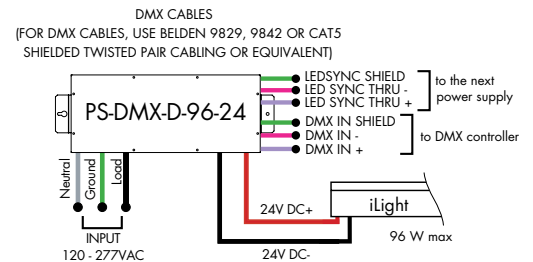 DMX CABLES
(FOR DMX CABLES, USE BELDEN 9829, 9842 OR CAT5
SHIELDED TWISTED PAIR CABLING OR EQUIVALENT)
PS-DMX-D-96-24
LEDSYNC SHIELD
LED SYNC THRU -
LED SYNC THRU +
to the next
power supply
DMX IN SHIELD
DMX IN -
DMX IN +
to DMX controller
Neutral
Ground
Load
INPUT
120 - 277VAC
24V DC+
24V DC-
iLight
96 W max